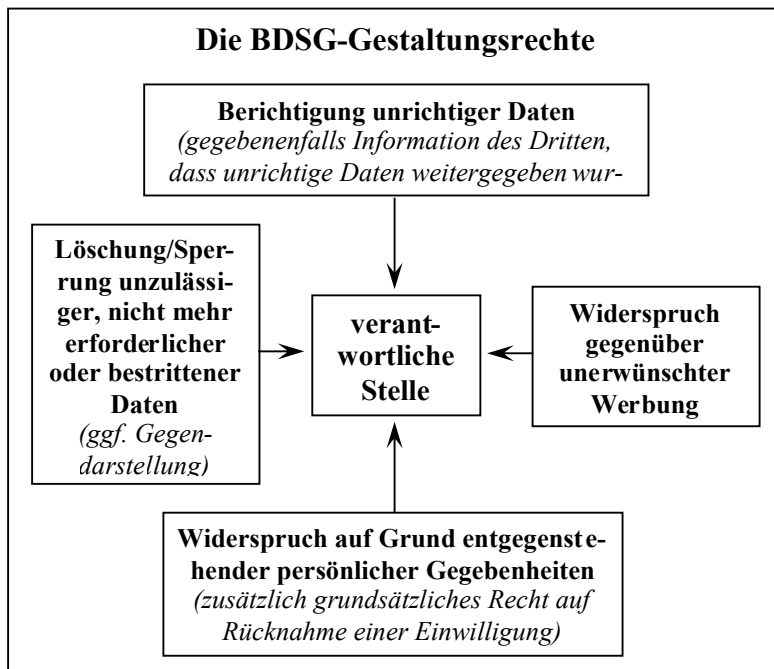 Die BDSG-Gestaltungsrechte
Berichtigung unrichtiger Daten
(gegebenenfalls Information des Dritten,
dass unrichtige Daten weitergegeben wur-
Löschung/Sper-
rung unzulässi-
ger, nicht mehr
erforderlicher
oder bestrittener
Daten
(ggf. Gegen-
darstellung)
verant-
wortliche
Stelle
Widerspruch
gegenüber
unerwünschter
Werbung
Widerspruch auf Grund entgegenste-
hender persönlicher Gegebenheiten
(zusätzlich grundsätzliches Recht auf
Rücknahme einer Einwilligung)